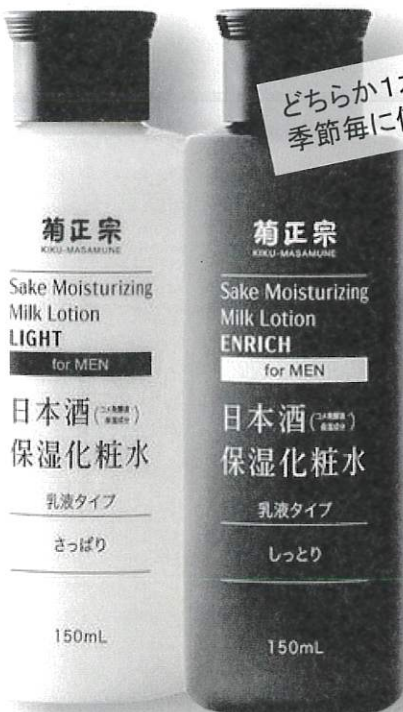 どちらか1
季節毎に
菊正宗
KIKU-MASAMUNE
Sake Moisturizing
Milk Lotion
LIGHT
for MEN
日本酒
保湿化粧水
乳液タイプ
さっぱり
150mL
菊正宗
KIKU-MASAMUNE
Sake Moisturizing
Milk Lotion
ENRICH
for MEN
日本酒
保湿化粧水
乳液タイプ
しっとり
150mL